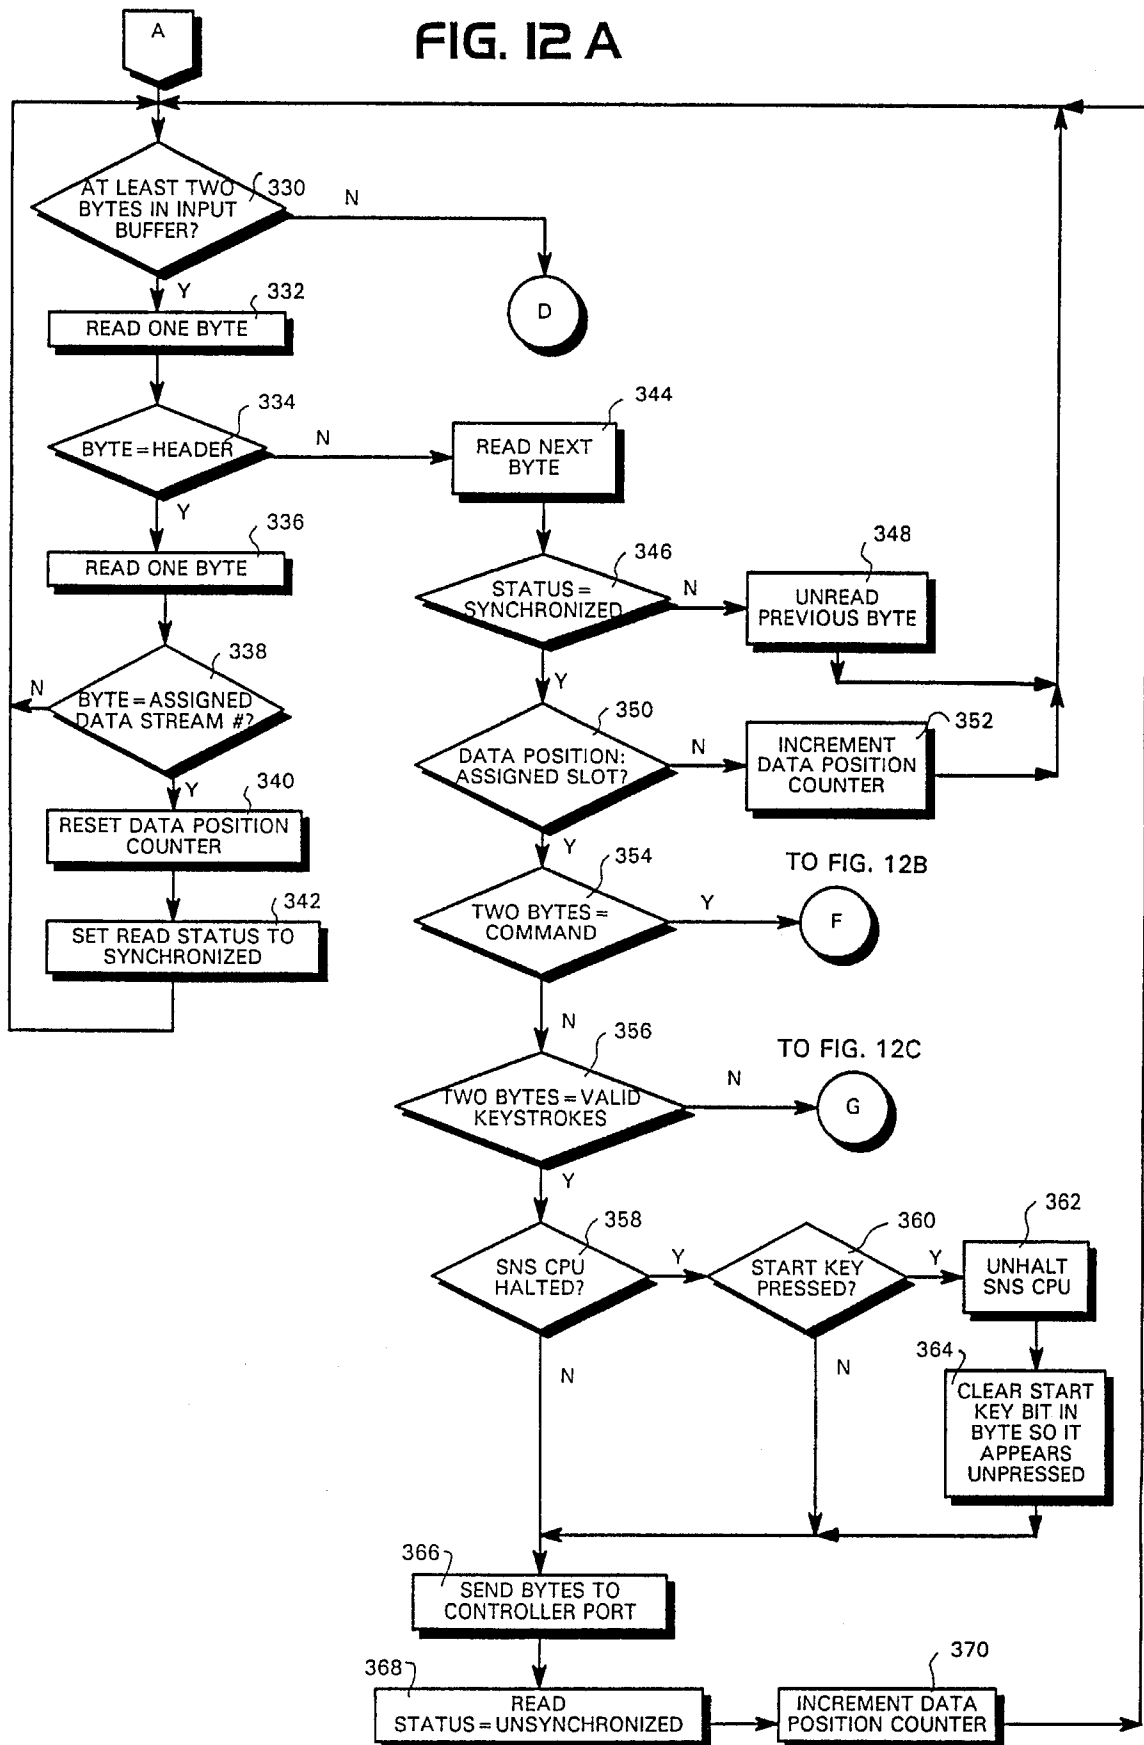 FIG. 12 A
A
AT LEAST TWO
BYTES IN INPUT
BUFFER?
330
N
D
Y
332
READ ONE BYTE
334
BYTE = HEADER
N
344
READ NEXT
BYTE
Y
336
READ ONE BYTE
346
STATUS =
SYNCHRONIZED
N
348
UNREAD
PREVIOUS BYTE
338
N
BYTE = ASSIGNED
DATA STREAM #?
Y
350
DATA POSITION:
ASSIGNED SLOT?
N
352
INCREMENT
DATA POSITION
COUNTER
Y
340
RESET DATA POSITION
COUNTER
Y
354
TWO BYTES =
COMMAND
Y
TO FIG. 12B
F
342
SET READ STATUS TO
SYNCHRONIZED
N
356
TWO BYTES = VALID
KEYSTROKES
N
TO FIG. 12C
G
Y
358
SNS CPU
HALTED?
Y
360
START KEY
PRESSED?
Y
362
UNHALT
SNS CPU
N
N
364
CLEAR START
KEY BIT IN
BYTE SO IT
APPEARS
UNPRESSED
366
SEND BYTES TO
CONTROLLER PORT
368
READ
STATUS = UNSYNCHRONIZED
370
INCREMENT DATA
POSITION COUNTER